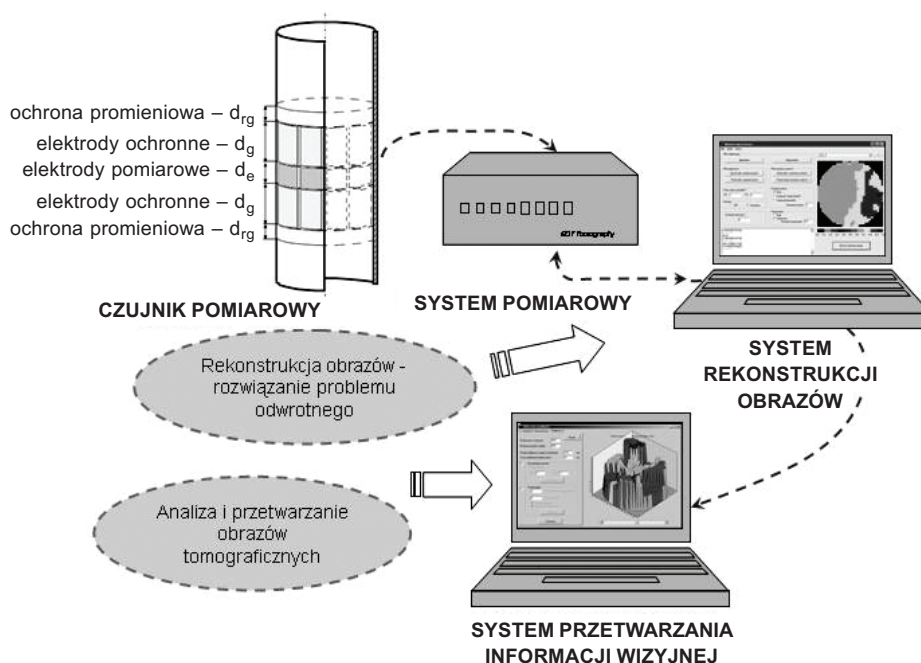 ochrona promieniowa – drg
elektrody ochronne – dg
elektrody pomiarowe – de
elektrody ochronne – dg
ochrona promieniowa – drg
CZUJNIK POMIAROWY
SYSTEM POMIAROWY
SYSTEM
REKONSTRUKCJI
OBRAZÓW
Rekonstrukcja obrazów -
rozwiązanie problemu
odwrotnego
Analiza i przetwarzanie
obrazów
tomograficznych
SYSTEM PRZETWARZANIA
INFORMACJI WIZYJNEJ